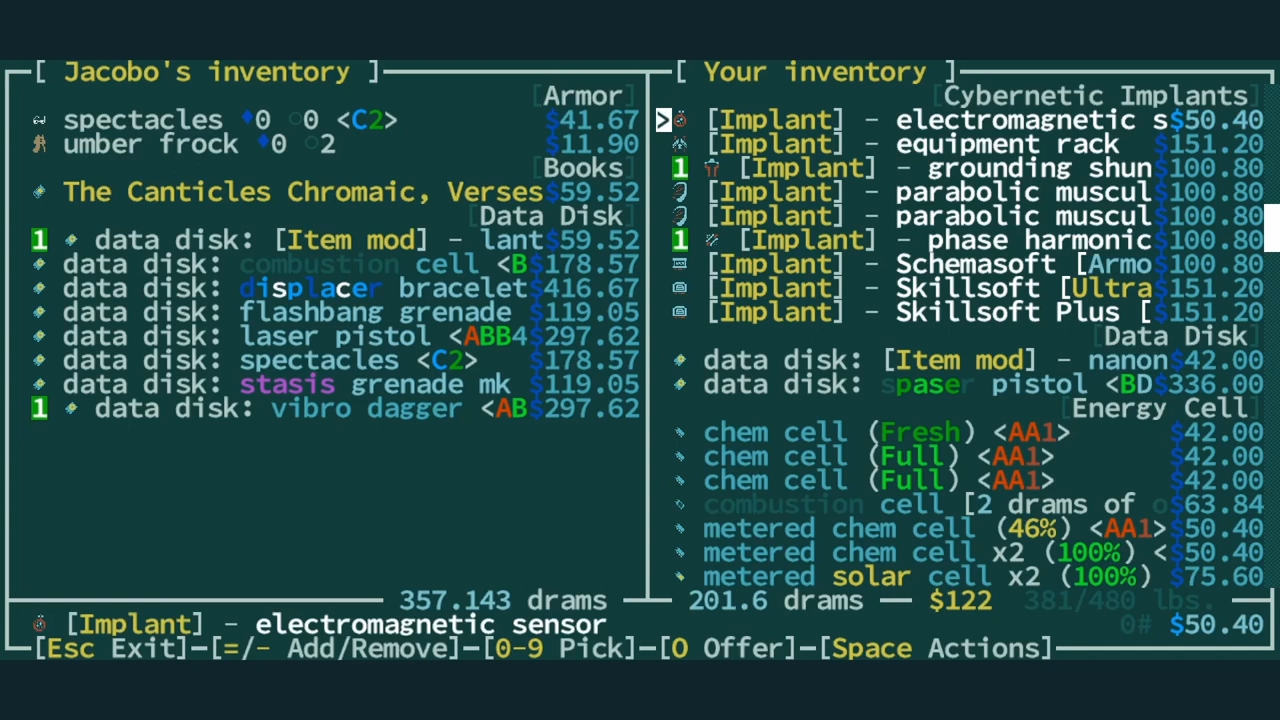 [ Jacobo's inventory ]
[Armor]
spectacles ♦0 ○0 <C2> $41.67
umber frock ♦0 ○2 $11.90
[Books]
The Canticles Chromaic, Verses $59.52
[Data Disk]
1 data disk: [Item mod] - lant $59.52
data disk: combustion cell <B $178.57
data disk: displacer bracelet $416.67
data disk: flashbang grenade $119.05
data disk: laser pistol <ABB4 $297.62
data disk: spectacles <C2> $178.57
data disk: stasis grenade mk $119.05
1 data disk: vibro dagger <AB $297.62
357.143 drams
[ Your inventory ]
[Cybernetic Implants]
> [Implant] - electromagnetic s $50.40
[Implant] - equipment rack $151.20
1 [Implant] - grounding shun $100.80
[Implant] - parabolic muscul $100.80
[Implant] - parabolic muscul $100.80
1 [Implant] - phase harmonic $100.80
[Implant] - Schemasoft [Armo $100.80
[Implant] - Skillsoft [Ultra $151.20
[Implant] - Skillsoft Plus [ $151.20
[Data Disk]
data disk: [Item mod] - nanon $42.00
data disk: spaser pistol <BD $336.00
[Energy Cell]
chem cell (Fresh) <AA1> $42.00
chem cell (Full) <AA1> $42.00
chem cell (Full) <AA1> $42.00
combustion cell [2 drams of o $63.84
metered chem cell (46%) <AA1> $50.40
metered chem cell x2 (100%) < $50.40
metered solar cell x2 (100%) $75.60
201.6 drams $122 381/480 lbs.
[Implant] - electromagnetic sensor 0# $50.40
[Esc Exit] [=/- Add/Remove] [0-9 Pick] [O Offer] [Space Actions]